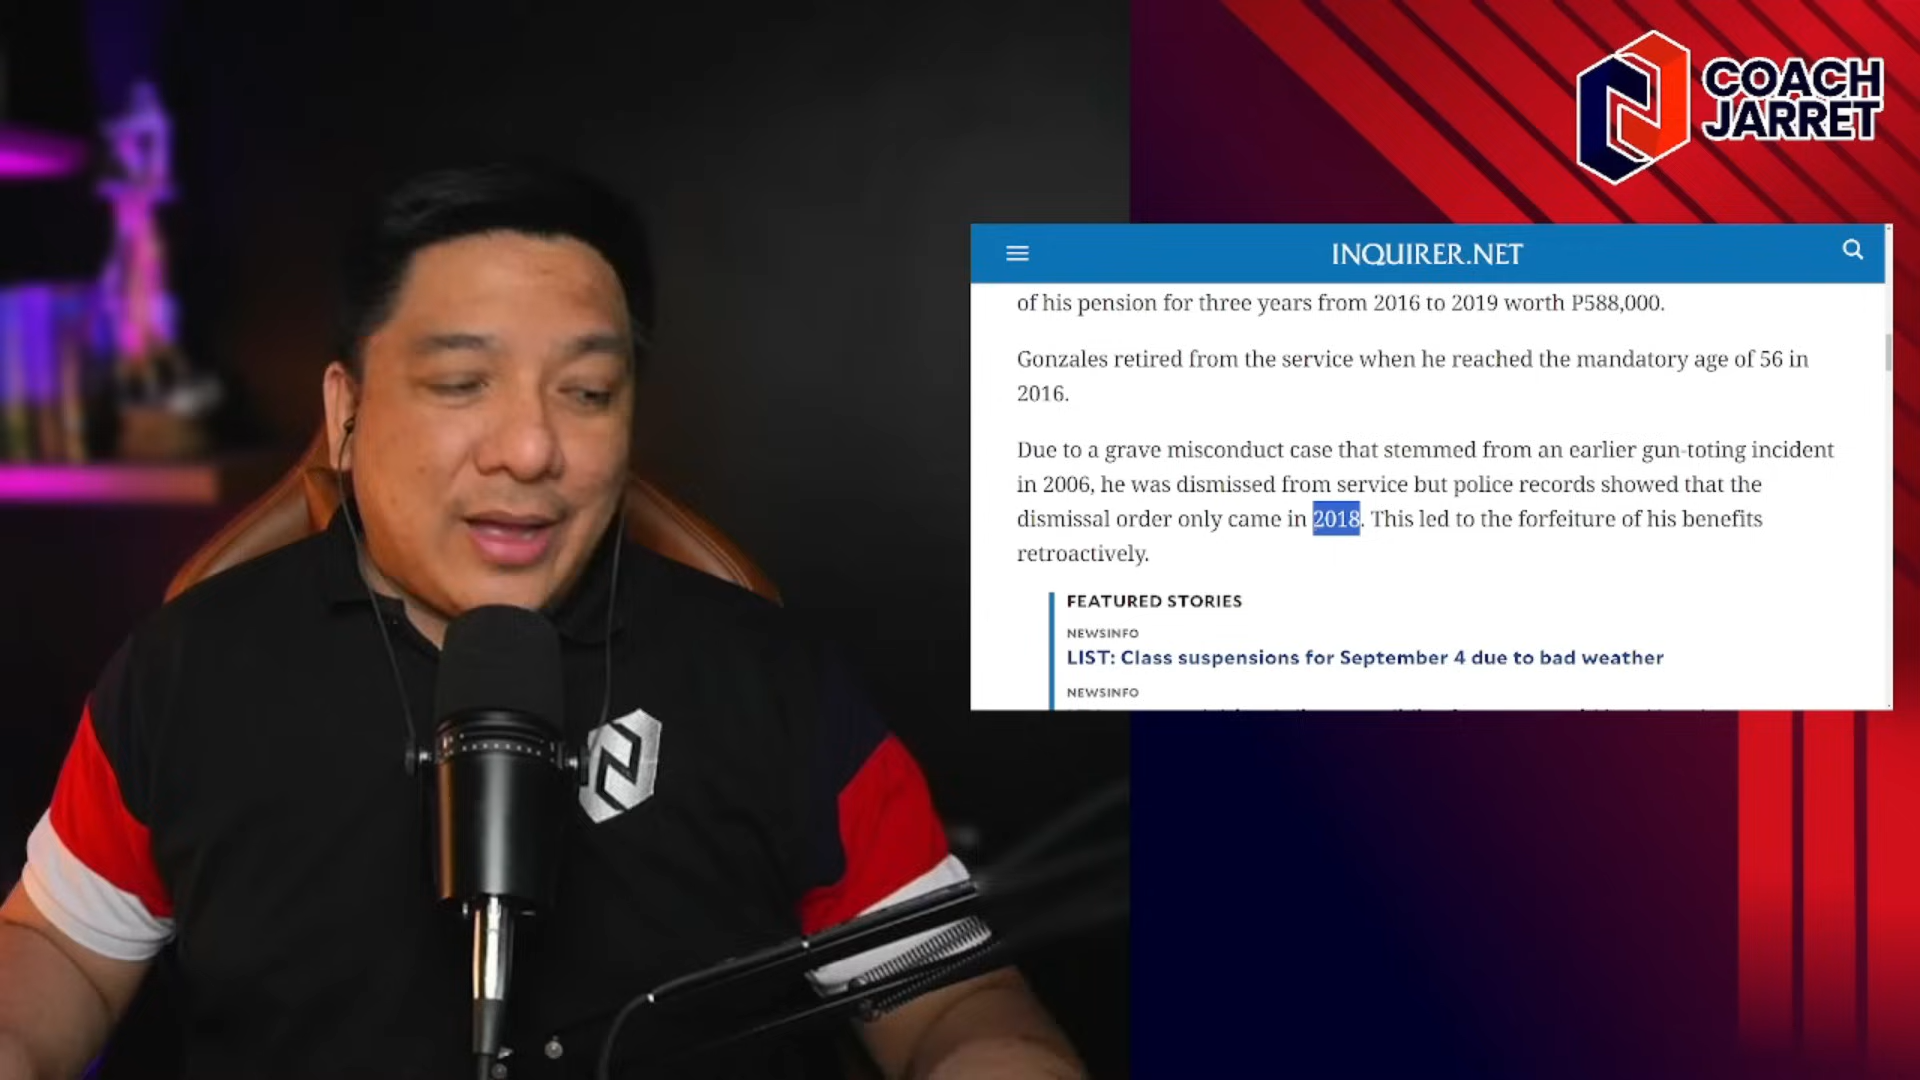 COACH
JARRET
INQUIRER.NET
of his pension for three years from 2016 to 2019 worth P588,000.
Gonzales retired from the service when he reached the mandatory age of 56 in
2016.
Due to a grave misconduct case that stemmed from an earlier gun-toting incident
in 2006, he was dismissed from service but police records showed that the
dismissal order only came in 2018. This led to the forfeiture of his benefits
retroactively.
FEATURED STORIES
NEWSINFO
LIST: Class suspensions for September 4 due to bad weather
NEWSINFO